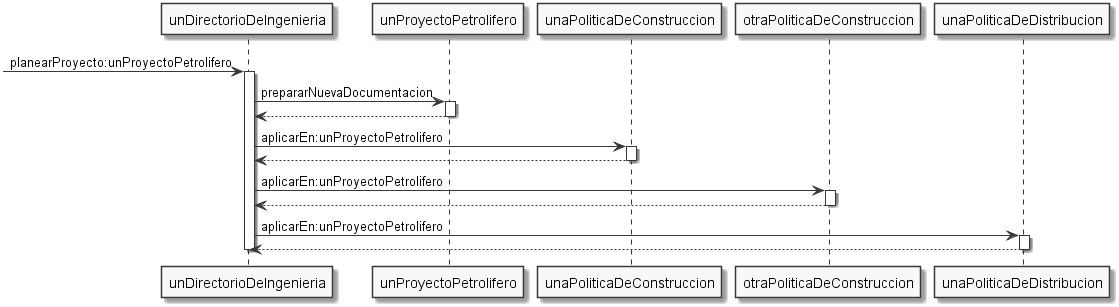 unDirectorioDeIngenieria
unProyectoPetrolifero
unaPoliticaDeConstruccion
otraPoliticaDeConstruccion
unaPoliticaDeDistribucion
planearProyecto:unProyectoPetrolifero
prepararNuevaDocumentacion
aplicarEn:unProyectoPetrolifero
aplicarEn:unProyectoPetrolifero
aplicarEn:unProyectoPetrolifero
unDirectorioDeIngenieria
unProyectoPetrolifero
unaPoliticaDeConstruccion
otraPoliticaDeConstruccion
unaPoliticaDeDistribucion